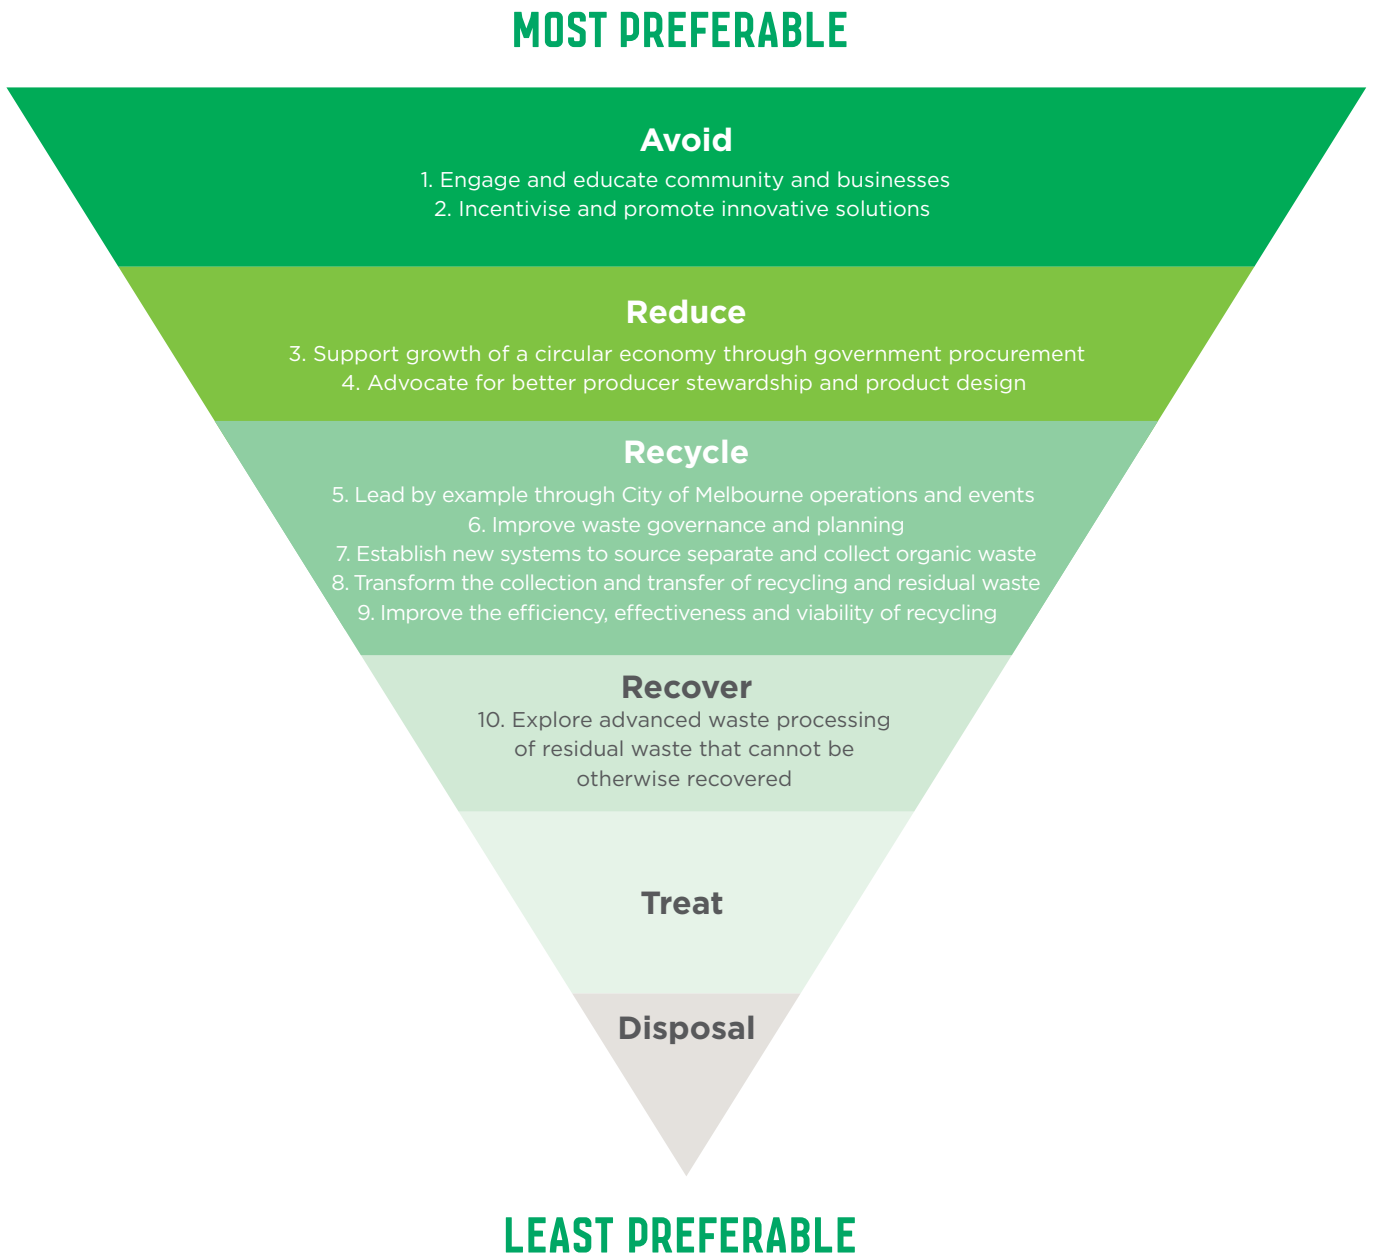 MOST PREFERABLE
Avoid
1. Engage and educate community and businesses
2. Incentivise and promote innovative solutions
Reduce
3. Support growth of a circular economy through government procurement
4. Advocate for better producer stewardship and product design
Recycle
5. Lead by example through City of Melbourne operations and events
6. Improve waste governance and planning
7. Establish new systems to source separate and collect organic waste
8. Transform the collection and transfer of recycling and residual waste
9. Improve the efficiency, effectiveness and viability of recycling
Recover
10. Explore advanced waste processing
of residual waste that cannot be
otherwise recovered
Treat
Disposal
LEAST PREFERABLE